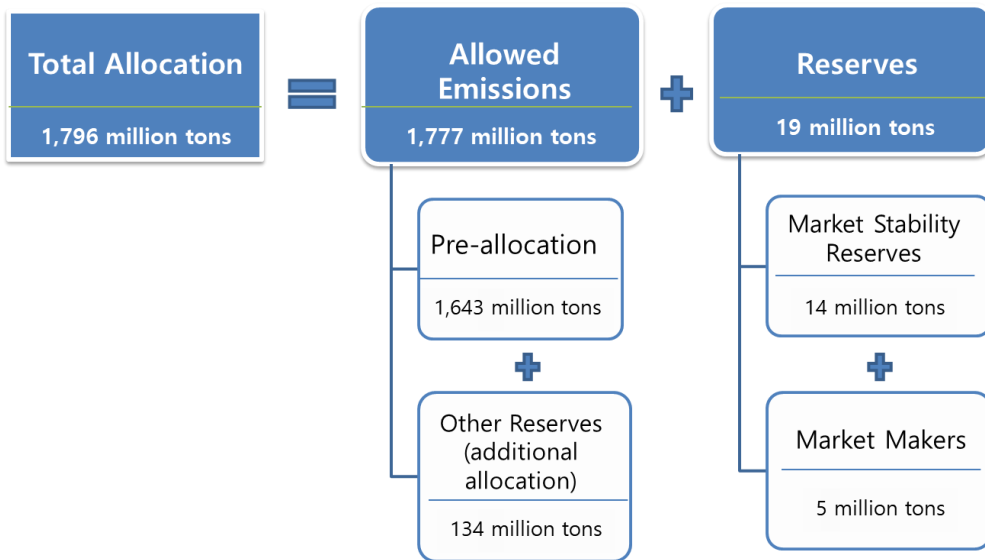 Total Allocation
1,796 million tons
Allowed
Emissions
1,777 million tons
Reserves
19 million tons
Pre-allocation
1,643 million tons
Other Reserves
(additional
allocation)
134 million tons
Market Stability
Reserves
14 million tons
Market Makers
5 million tons